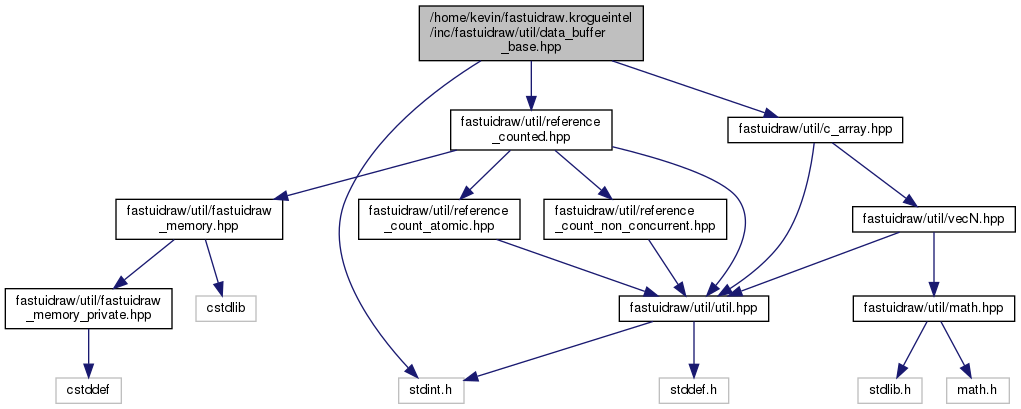 /home/kevin/fastuidraw.krogueintel
/inc/fastuidraw/util/data_buffer
_base.hpp
fastuidraw/util/reference
_counted.hpp
fastuidraw/util/c_array.hpp
fastuidraw/util/fastuidraw
_memory.hpp
fastuidraw/util/reference
_count_atomic.hpp
fastuidraw/util/reference
_count_non_concurrent.hpp
fastuidraw/util/vecN.hpp
fastuidraw/util/fastuidraw
_memory_private.hpp
cstdlib
fastuidraw/util/util.hpp
fastuidraw/util/math.hpp
cstddef
stdint.h
stddef.h
stdlib.h
math.h